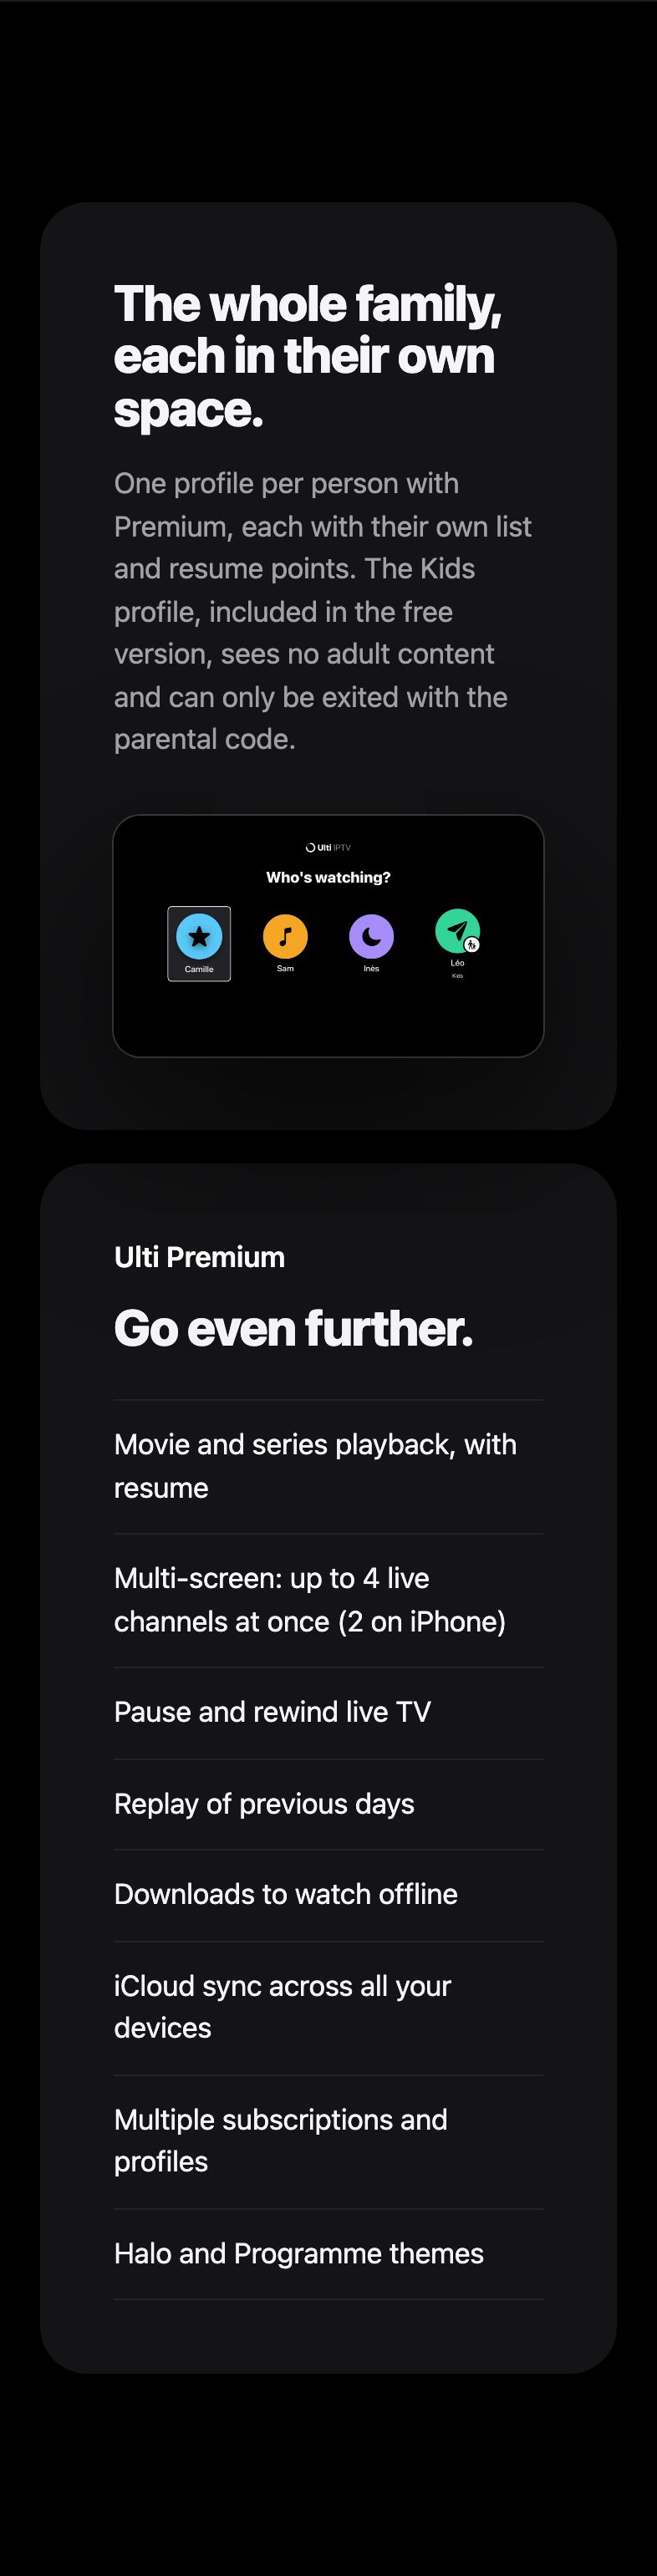 The whole family,
each in their own
space.
One profile per person with
Premium, each with their own list
and resume points. The Kids
profile, included in the free
version, sees no adult content
and can only be exited with the
parental code.
Ulti IPTV
Who's watching?
Camille
Sam
Inès
Léo
Kids
Ulti Premium
Go even further.
Movie and series playback, with
resume
Multi-screen: up to 4 live
channels at once (2 on iPhone)
Pause and rewind live TV
Replay of previous days
Downloads to watch offline
iCloud sync across all your
devices
Multiple subscriptions and
profiles
Halo and Programme themes